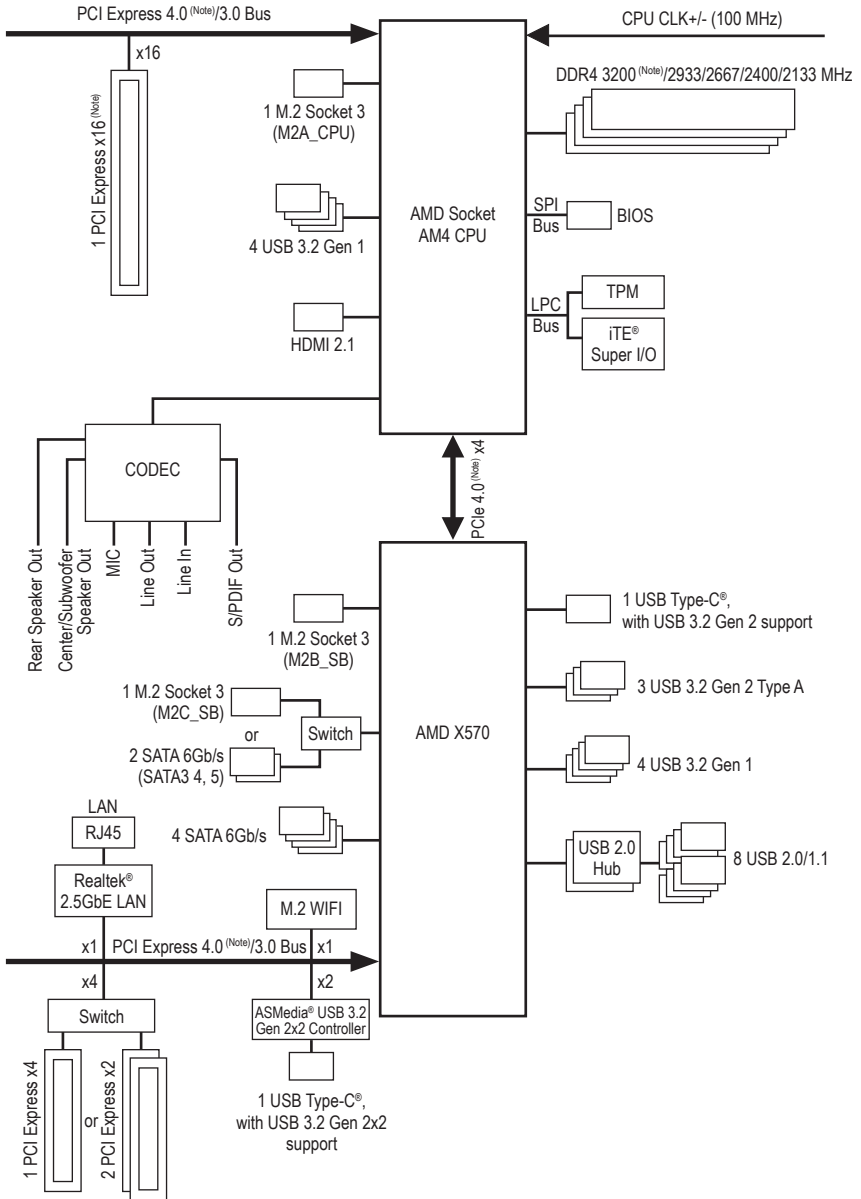 PCI Express 4.0 (Note)/3.0 Bus
CPU CLK+/- (100 MHz)
x16
1 PCI Express x16 (Note)
1 M.2 Socket 3
(M2A_CPU)
DDR4 3200 (Note)/2933/2667/2400/2133 MHz
4 USB 3.2 Gen 1
AMD Socket
AM4 CPU
SPI
Bus
BIOS
HDMI 2.1
LPC
Bus
TPM
iTE®
Super I/O
CODEC
Rear Speaker Out
Center/Subwoofer
Speaker Out
MIC
Line Out
Line In
S/PDIF Out
PCIe 4.0 (Note) x4
1 M.2 Socket 3
(M2B_SB)
1 USB Type-C®,
with USB 3.2 Gen 2 support
1 M.2 Socket 3
(M2C_SB)
or
2 SATA 6Gb/s
(SATA3 4, 5)
Switch
AMD X570
3 USB 3.2 Gen 2 Type A
4 USB 3.2 Gen 1
4 SATA 6Gb/s
USB 2.0
Hub
8 USB 2.0/1.1
LAN
RJ45
Realtek®
2.5GbE LAN
M.2 WIFI
x1
PCI Express 4.0 (Note)/3.0 Bus
x1
x4
x2
Switch
ASMedia® USB 3.2
Gen 2x2 Controller
1 PCI Express x4
or
2 PCI Express x2
1 USB Type-C®,
with USB 3.2 Gen 2x2
support